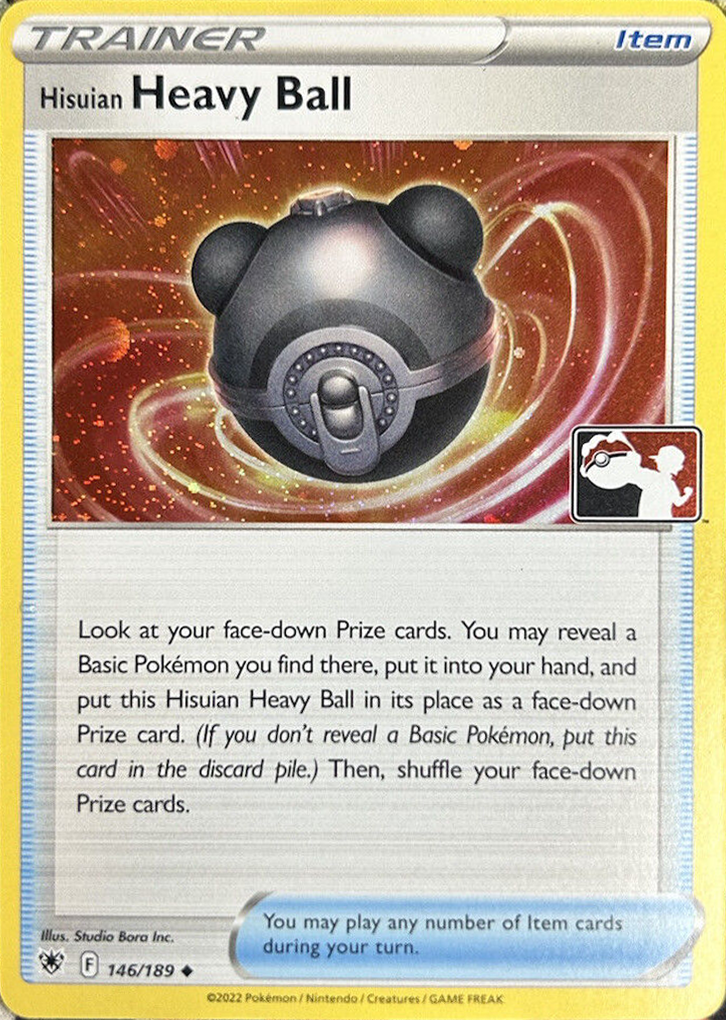 TRAINER
Item
Hisuian Heavy Ball
Look at your face-down Prize cards. You may reveal a
Basic Pokémon you find there, put it into your hand, and
put this Hisuian Heavy Ball in its place as a face-down
Prize card. (If you don't reveal a Basic Pokémon, put this
card in the discard pile.) Then, shuffle your face-down
Prize cards.
You may play any number of Item cards
during your turn.
Illus. Studio Bora Inc.
F 146/189 ◆
©2022 Pokémon / Nintendo / Creatures / GAME FREAK